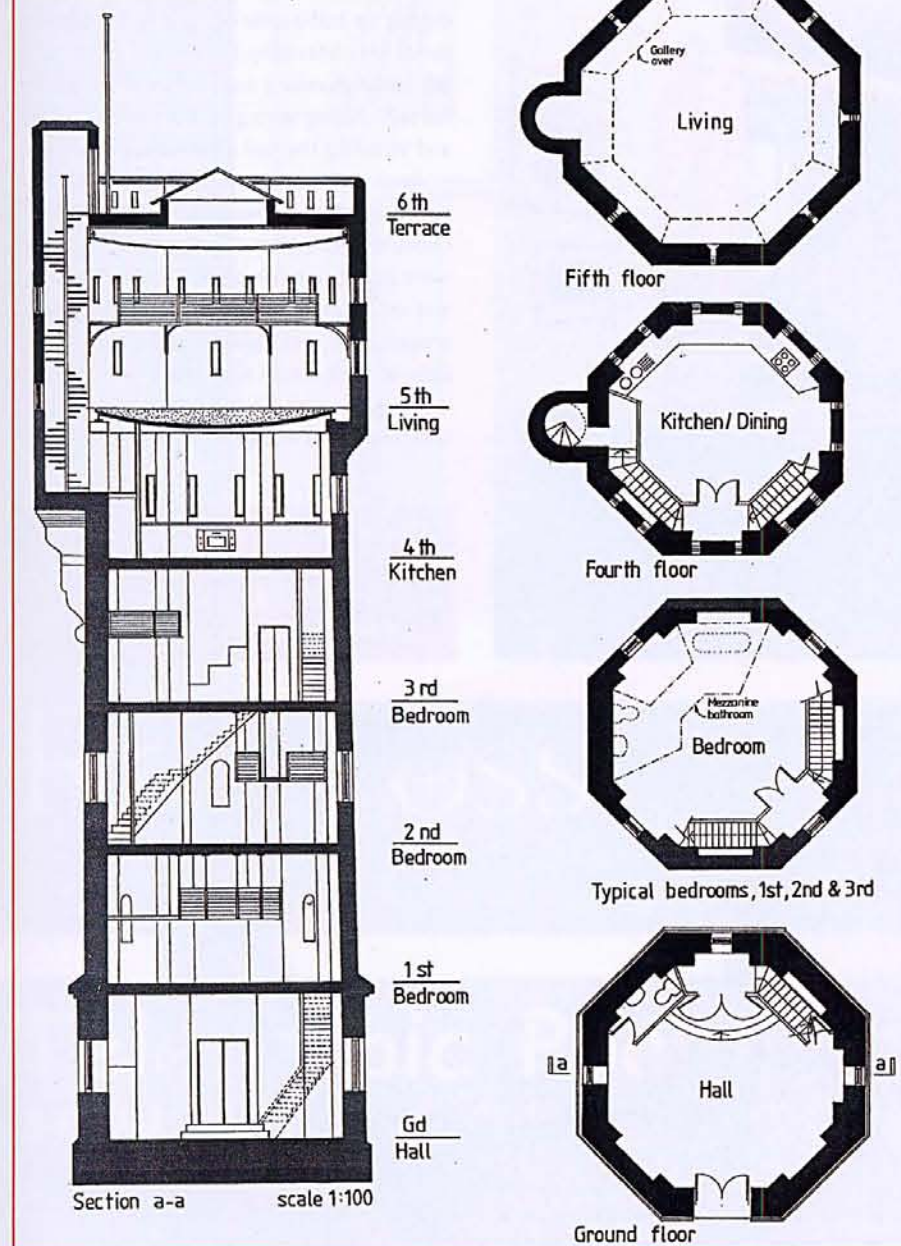 6th
Terrace
5th
Living
4th
Kitchen
3rd
Bedroom
2nd
Bedroom
1st
Bedroom
Gd
Hall
Section a-a
scale 1:100
Gallery
over
Living
Fifth floor
Kitchen/ Dining
Fourth floor
Mezzanine
bathroom
Bedroom
Typical bedrooms, 1st, 2nd & 3rd
a
a
Hall
Ground floor